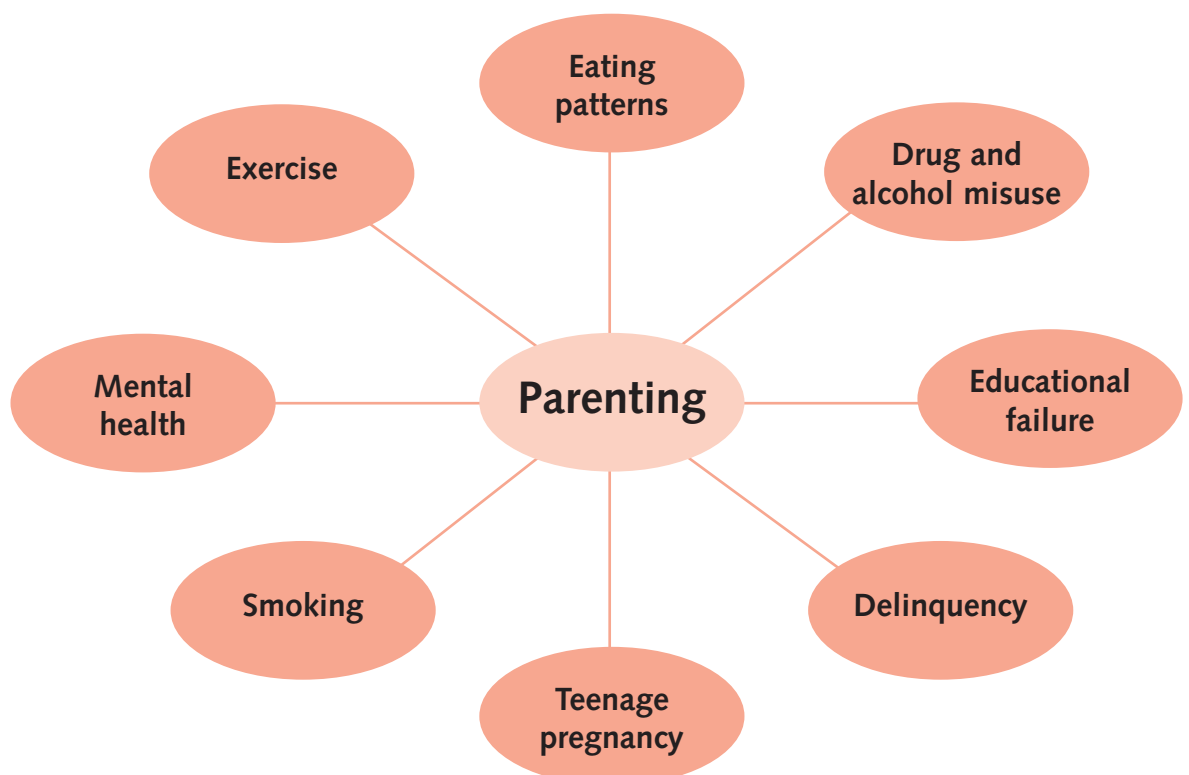 Eating
patterns
Exercise
Drug and
alcohol misuse
Mental
health
Parenting
Educational
failure
Smoking
Delinquency
Teenage
pregnancy